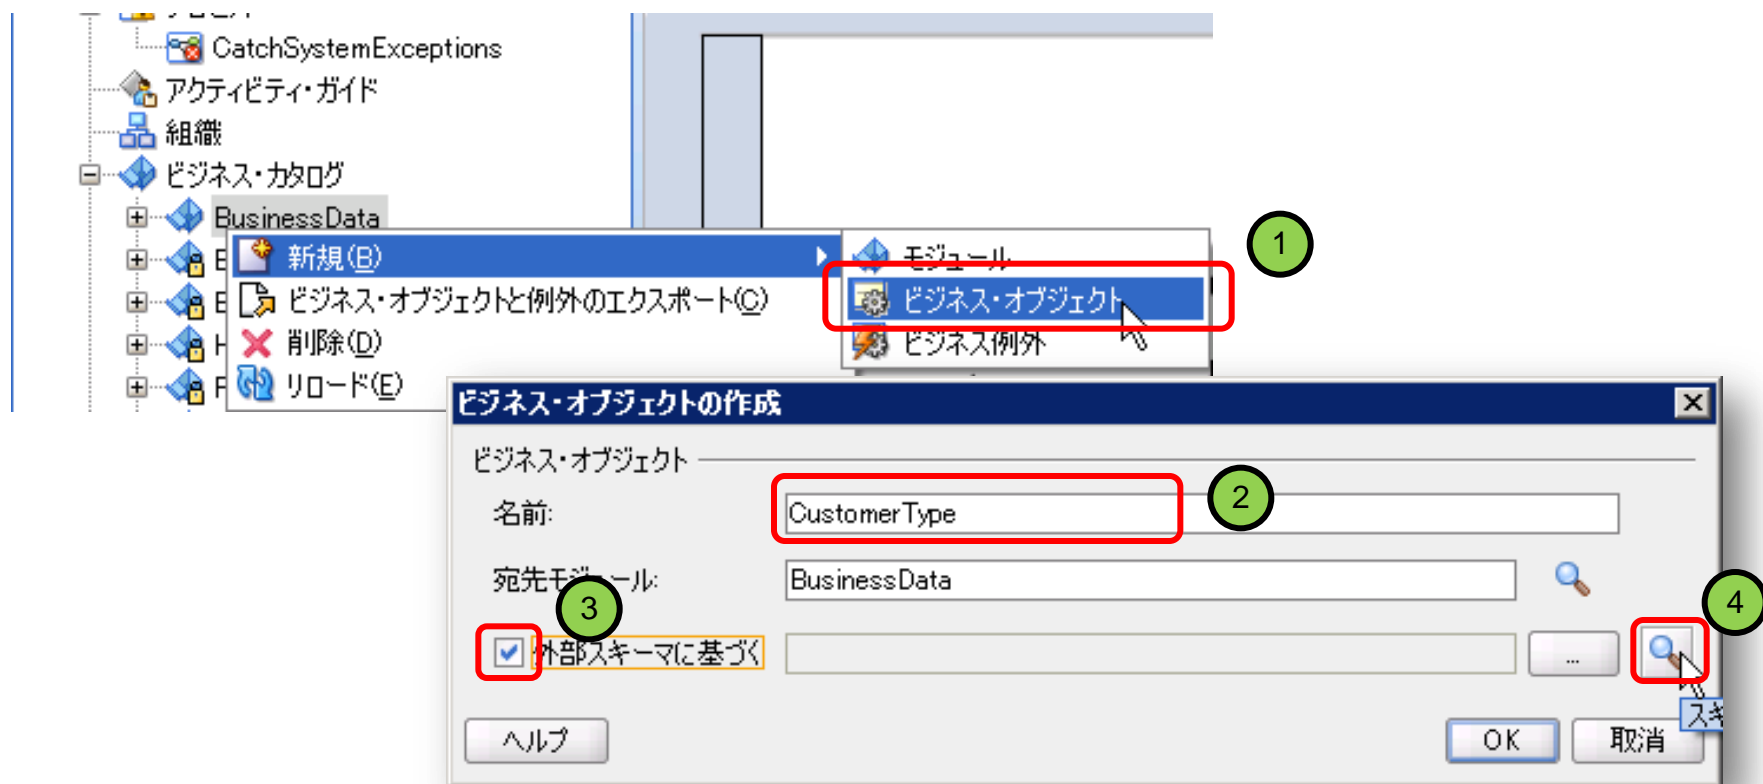 CatchSystemExceptions
アクティビティ・ガイド
組織
ビジネス・カタログ
BusinessData
新規(B)
モジュール
1
ビジネス・オブジェクトと例外のエクスポート(C)
ビジネス・オブジェクト
削除(D)
ビジネス例外
リロード(E)
ビジネス・オブジェクトの作成
ビジネス・オブジェクト
名前:
CustomerType
2
宛先モジュール:
BusinessData
3
4
外部スキーマに基づく
...
スキ
ヘルプ
OK
取消